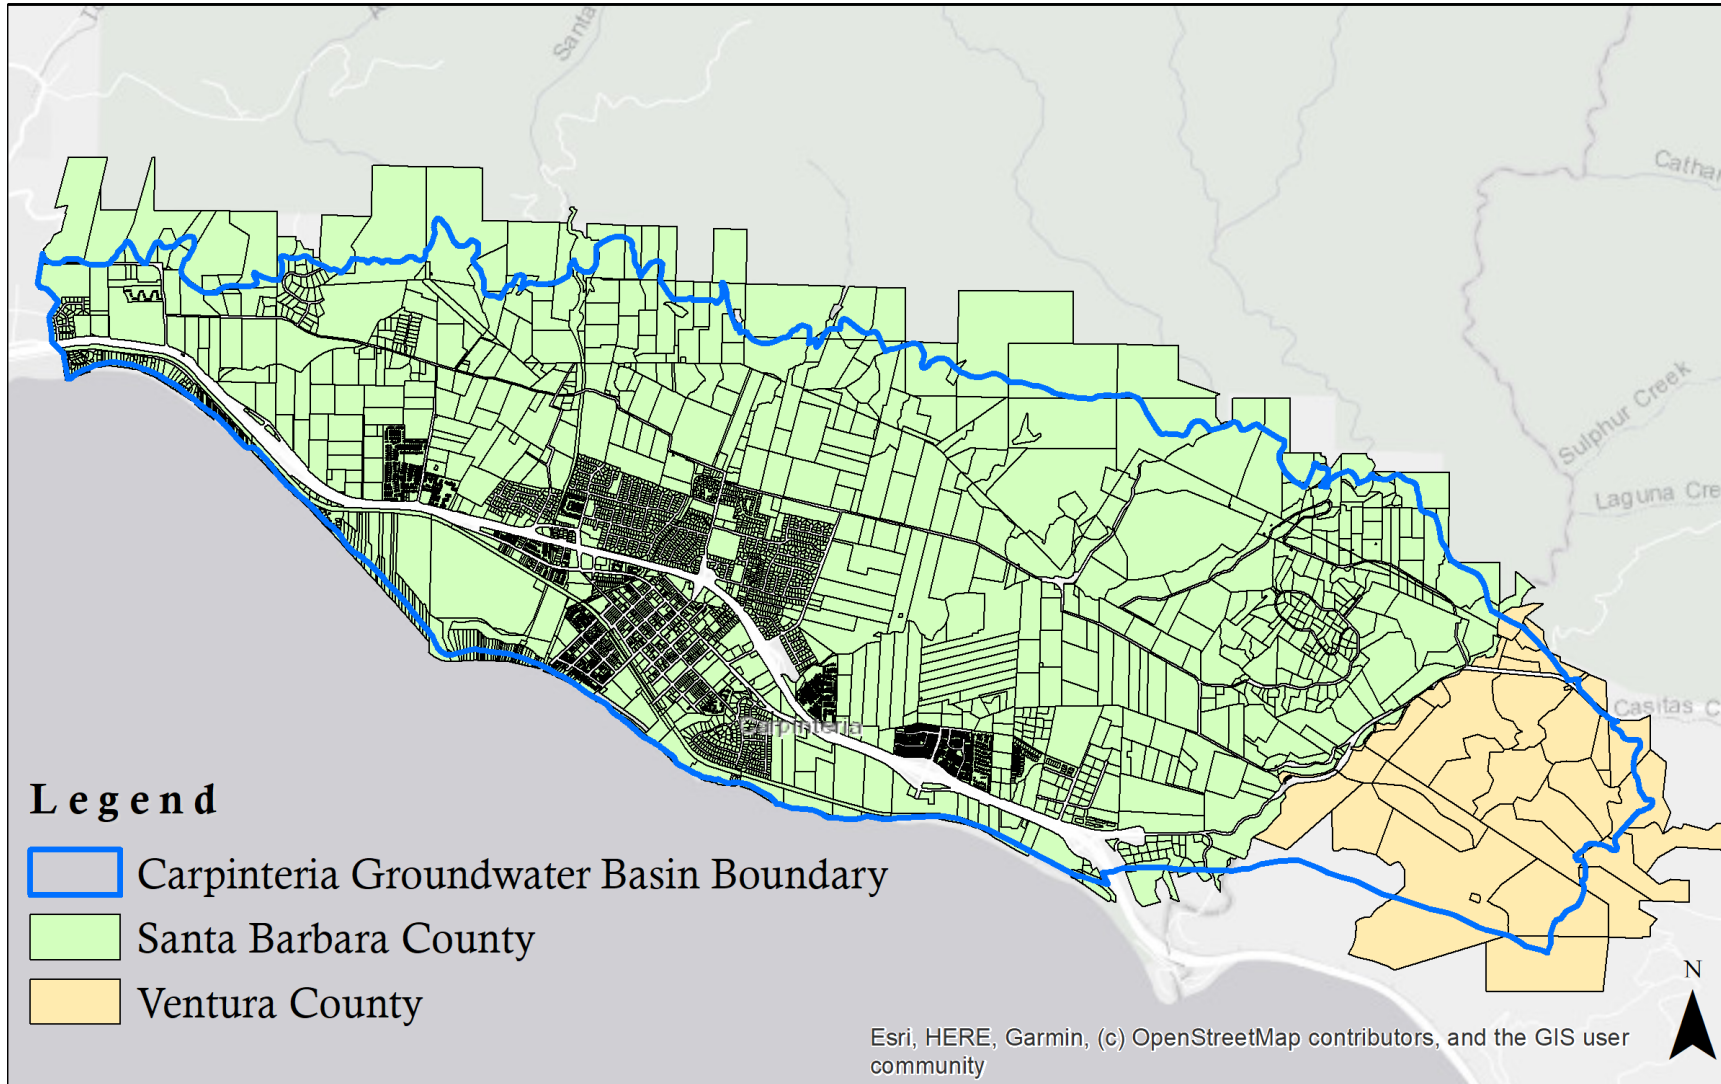 Santa
Cathar
Sulphur Creek
Laguna Cre
Casitas C
Carpinteria
Legend
Carpinteria Groundwater Basin Boundary
Santa Barbara County
Ventura County
N
Esri, HERE, Garmin, (c) OpenStreetMap contributors, and the GIS user
community